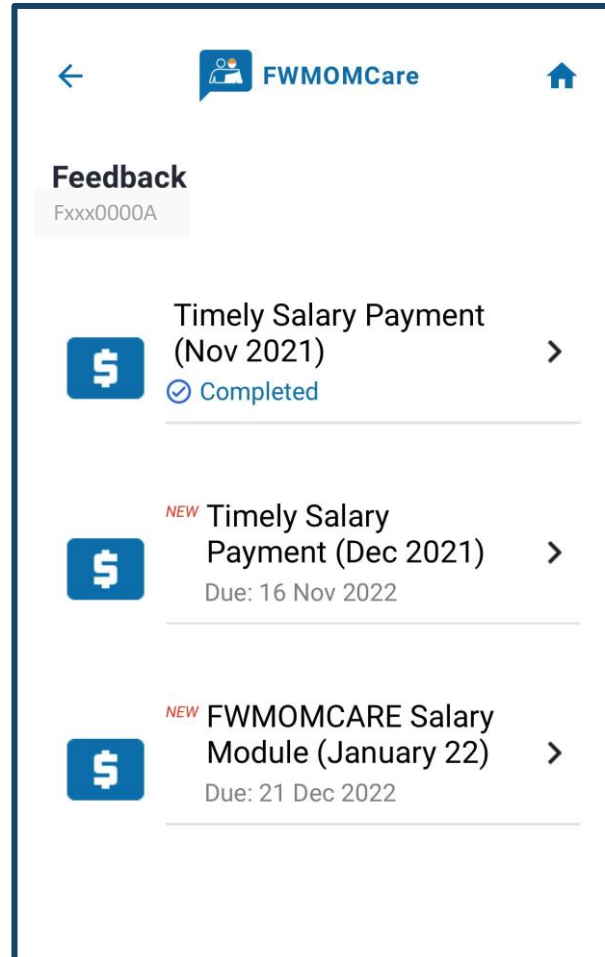 FWMOMCare
Feedback
Fxxx0000A
Timely Salary Payment
(Nov 2021)
Completed
NEW Timely Salary
Payment (Dec 2021)
Due: 16 Nov 2022
NEW FWMOMCARE Salary
Module (January 22)
Due: 21 Dec 2022